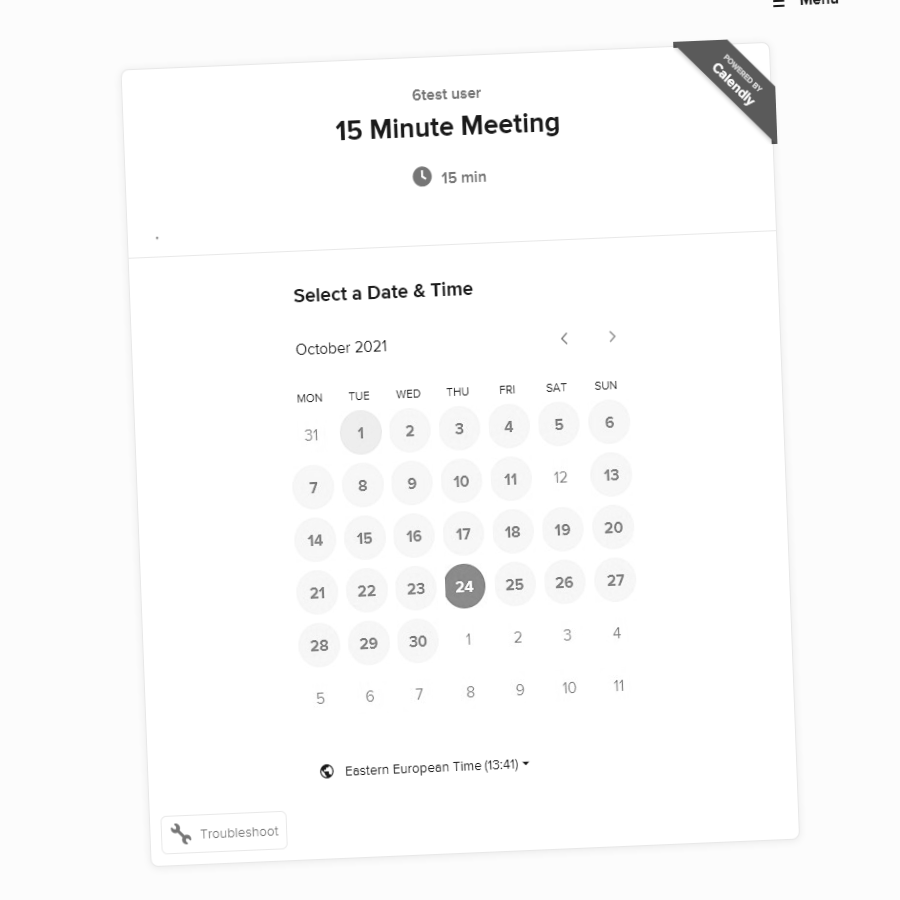 Menu
POWERED BY
Calendly
6test user
15 Minute Meeting
15 min
Select a Date & Time
October 2021
MON TUE WED THU FRI SAT SUN
31 1 2 3 4 5 6
7 8 9 10 11 12 13
14 15 16 17 18 19 20
21 22 23 24 25 26 27
28 29 30 1 2 3 4
5 6 7 8 9 10 11
Eastern European Time (13:41)
Troubleshoot